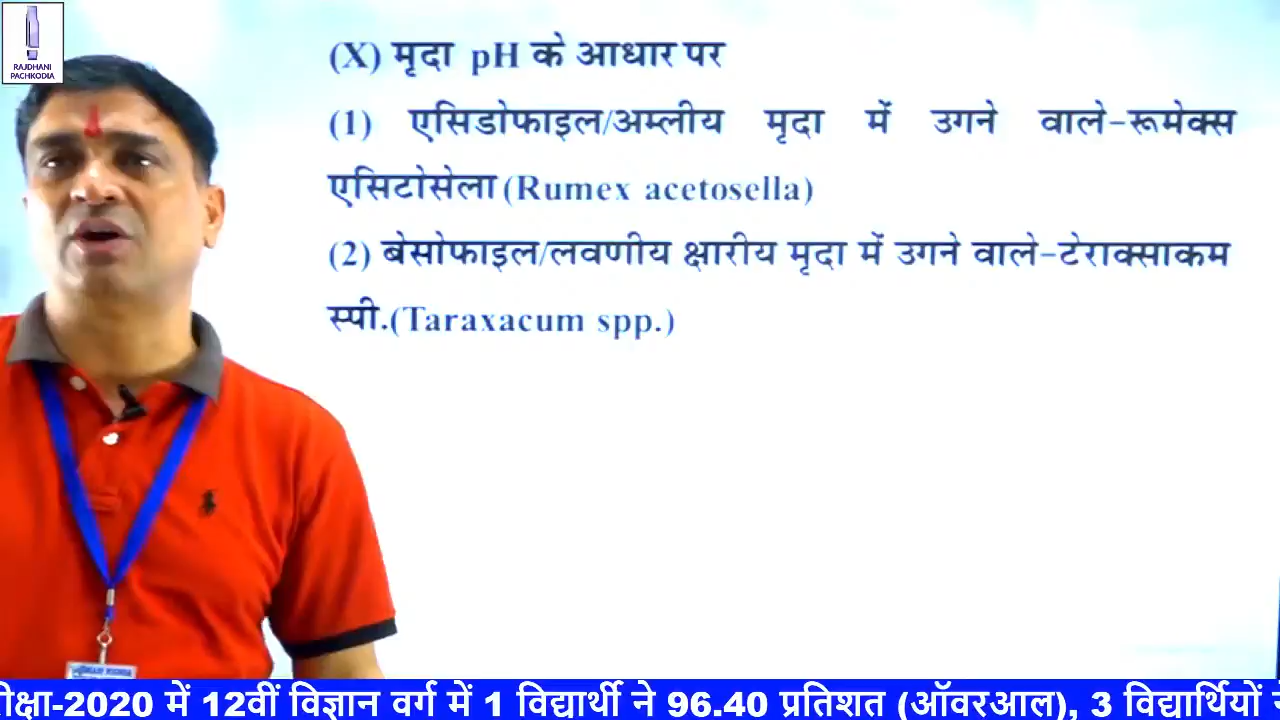 RAJDHANI
PACHKODIA
(X) मृदा pH के आधार पर
(1) एसिडोफाइल/अम्लीय मृदा में उगने वाले-रूमेक्स
एसिटोसेला (Rumex acetosella)
(2) बेसोफाइल/लवणीय क्षारीय मृदा में उगने वाले-टेराक्साकम
स्पी.(Taraxacum spp.)
-2020 में 12वीं विज्ञान वर्ग में 1 विद्यार्थी ने 96.40 प्रतिशत (ऑवरआल), 3 विद्यार्थियों